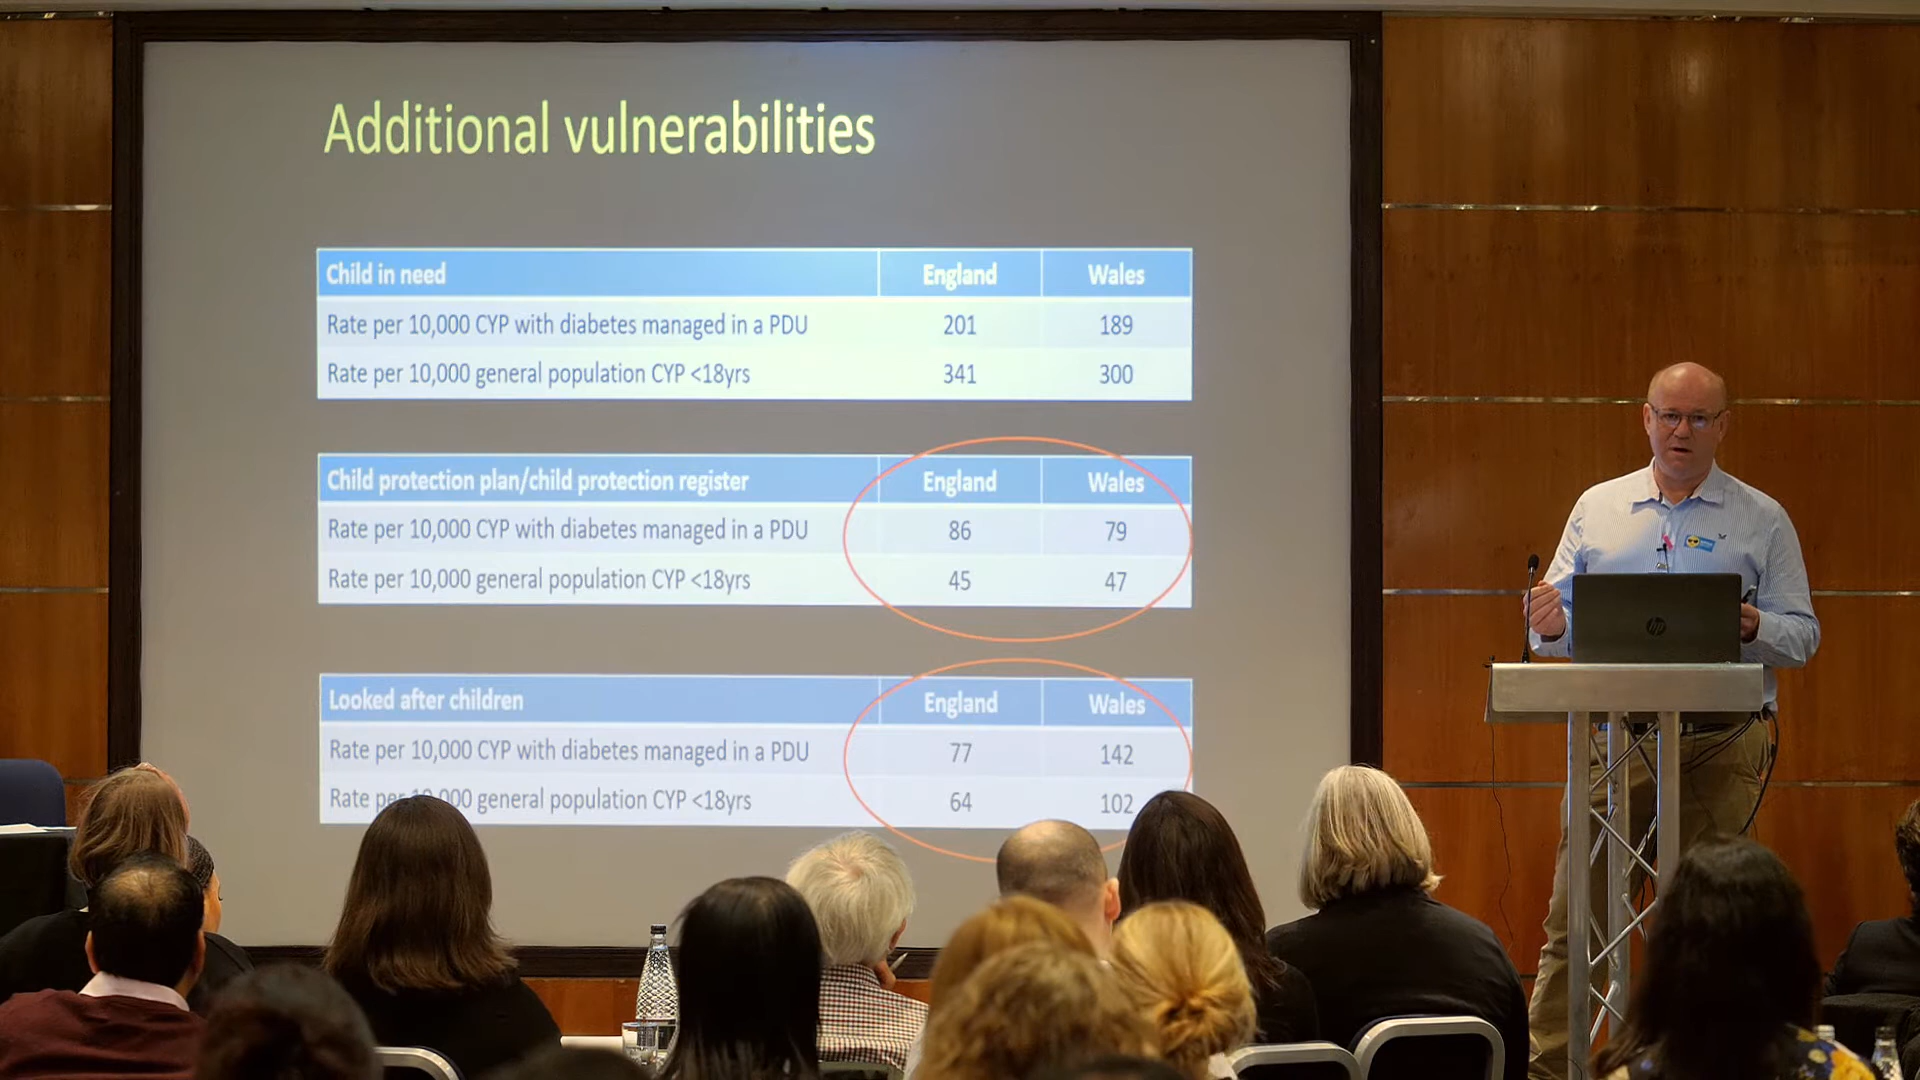 Additional vulnerabilities
Child in need England Wales
Rate per 10,000 CYP with diabetes managed in a PDU 201 189
Rate per 10,000 general population CYP <18yrs 341 300
Child protection plan/child protection register England Wales
Rate per 10,000 CYP with diabetes managed in a PDU 86 79
Rate per 10,000 general population CYP <18yrs 45 47
Looked after children England Wales
Rate per 10,000 CYP with diabetes managed in a PDU 77 142
Rate per 000 general population CYP <18yrs 64 102
hp